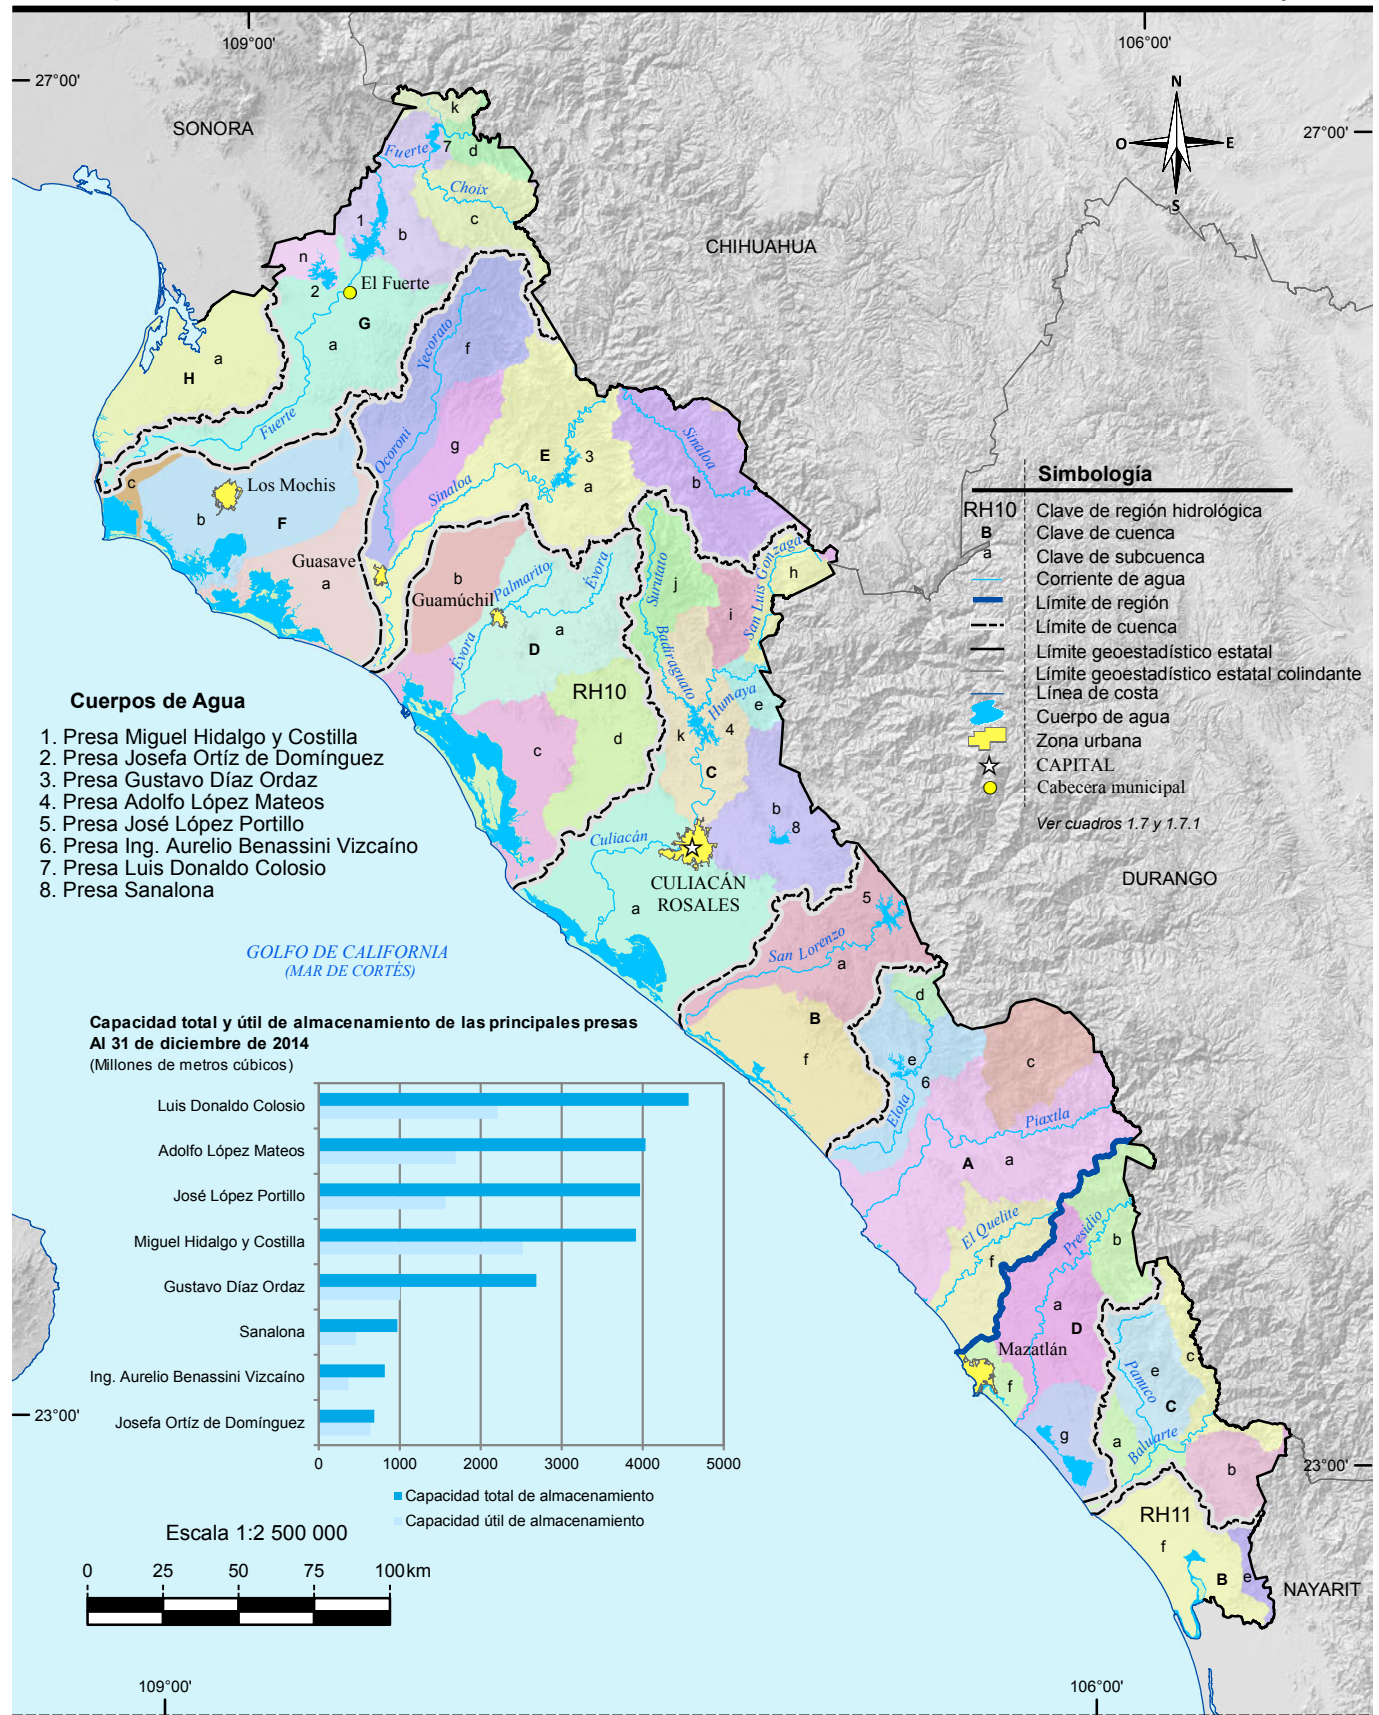 109°00'
106°00'
27°00'
27°00'
SONORA
CHIHUAHUA
N
O
E
S
k
7
d
Fuerte
Choix
c
1
b
n
2
El Fuerte
G
a
a
H
Fuerte
Yecorato
f
g
Ocoroni
Sinaloa
E
3
a
Sinaloa
b
c
Los Mochis
b
F
Guasave
a
b
Guamúchil
Palmarito
Évora
a
D
Évora
RH10
c
d
Surutato
j
i
San Luis Gonzaga
h
Badiraguato
Humaya
e
k
4
C
b
8
Culiacán
CULIACÁN
ROSALES
a
Simbología
RH10 Clave de región hidrológica
B Clave de cuenca
a Clave de subcuenca
Corriente de agua
Límite de región
Límite de cuenca
Límite geoestadístico estatal
Límite geoestadístico estatal colindante
Línea de costa
Cuerpo de agua
Zona urbana
CAPITAL
Cabecera municipal
Ver cuadros 1.7 y 1.7.1
DURANGO
Cuerpos de Agua
1. Presa Miguel Hidalgo y Costilla
2. Presa Josefa Ortíz de Domínguez
3. Presa Gustavo Díaz Ordaz
4. Presa Adolfo López Mateos
5. Presa José López Portillo
6. Presa Ing. Aurelio Benassini Vizcaíno
7. Presa Luis Donaldo Colosio
8. Presa Sanalona
GOLFO DE CALIFORNIA
(MAR DE CORTÉS)
5
San Lorenzo
a
B
f
d
e
6
Elota
c
Piaxtla
A
a
El Quelite
f
Presidio
b
a
D
Mazatlán
f
g
Panuco
e
c
C
a
Baluarte
b
RH11
f
B
e
NAYARIT
Capacidad total y útil de almacenamiento de las principales presas
Al 31 de diciembre de 2014
(Millones de metros cúbicos)
Luis Donaldo Colosio
Adolfo López Mateos
José López Portillo
Miguel Hidalgo y Costilla
Gustavo Díaz Ordaz
Sanalona
Ing. Aurelio Benassini Vizcaíno
Josefa Ortíz de Domínguez
0 1000 2000 3000 4000 5000
Capacidad total de almacenamiento
Capacidad útil de almacenamiento
23°00'
23°00'
Escala 1:2 500 000
0 25 50 75 100 km
109°00'
106°00'